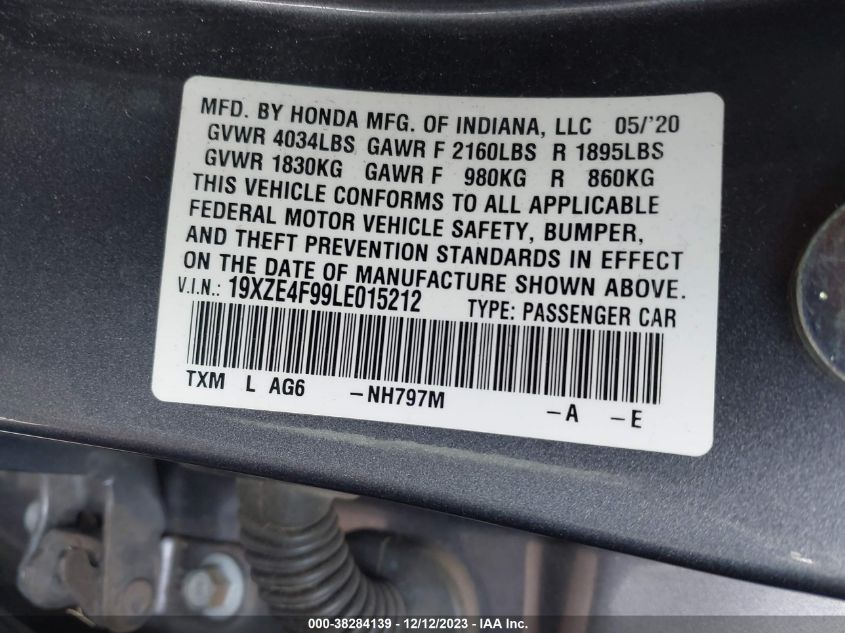 MFD. BY HONDA MFG. OF INDIANA, LLC 05/'20
GVWR 4034LBS GAWR F 2160LBS R 1895LBS
GVWR 1830KG GAWR F 980KG R 860KG
THIS VEHICLE CONFORMS TO ALL APPLICABLE
FEDERAL MOTOR VEHICLE SAFETY, BUMPER,
AND THEFT PREVENTION STANDARDS IN EFFECT
ON THE DATE OF MANUFACTURE SHOWN ABOVE.
V.I.N.: 19XZE4F99LE015212 TYPE: PASSENGER CAR
TXM L AG6 -NH797M -A -E
000-38284139 - 12/12/2023 - IAA Inc.